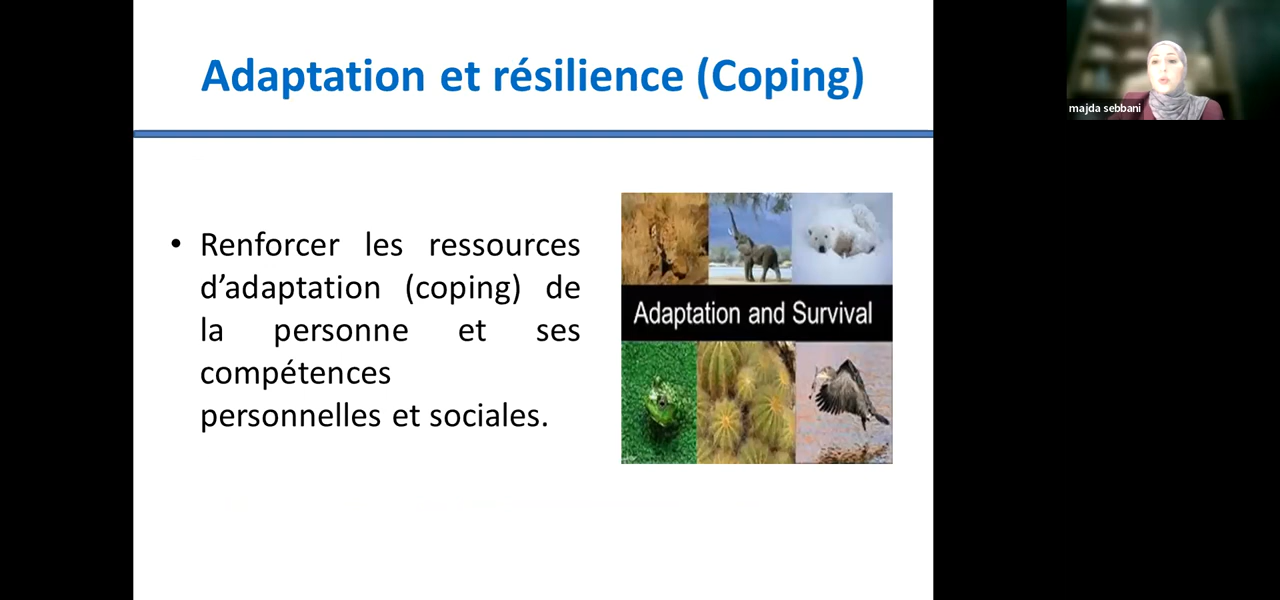 Adaptation et résilience (Coping)
majda sebbani
• Renforcer les ressources
d’adaptation (coping) de
la personne et ses
compétences
personnelles et sociales.
Adaptation and Survival